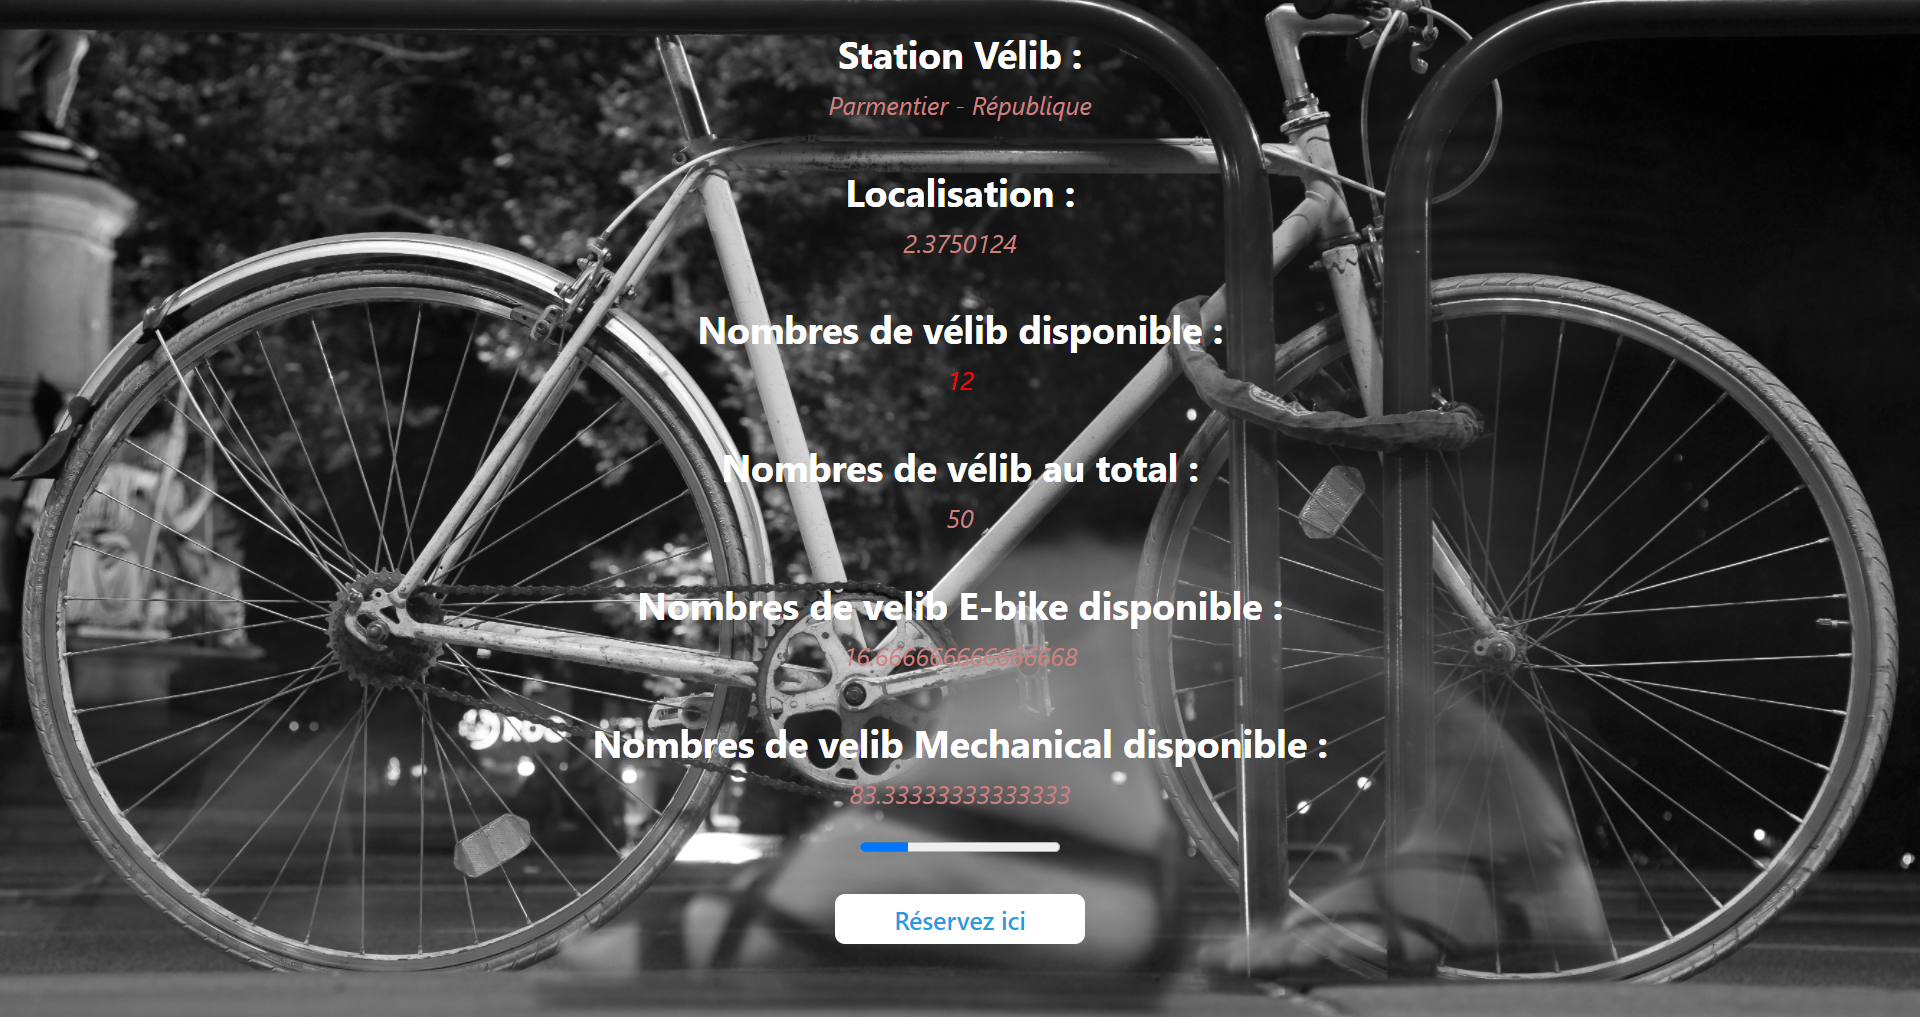 Station Vélib :
Parmentier - République
Localisation :
2.3750124
Nombres de vélib disponible :
12
Nombres de vélib au total :
50
Nombres de velib E-bike disponible :
16.666666666666668
Nombres de velib Mechanical disponible :
83.33333333333333
Réservez ici